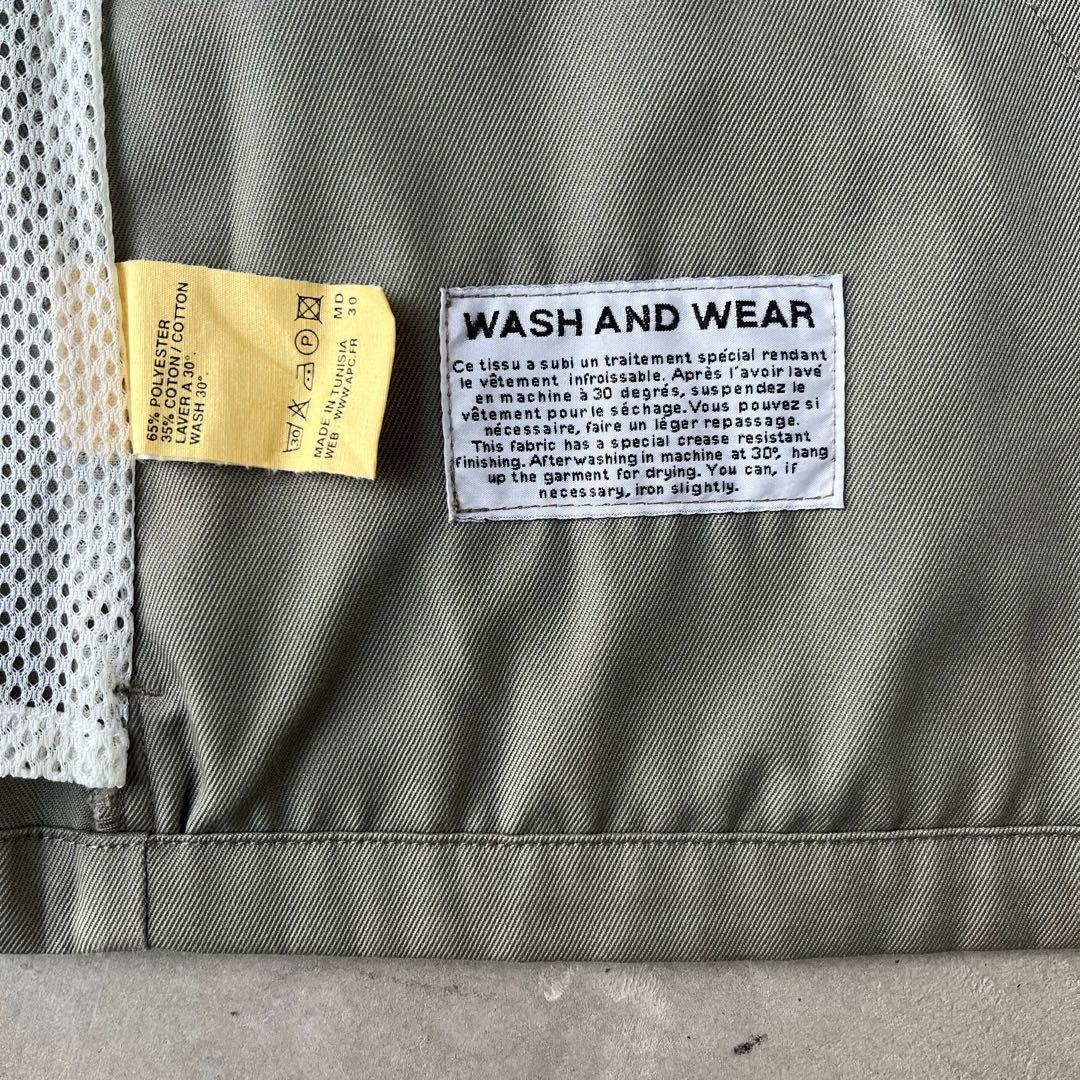 65% POLYESTER
35% COTON / COTTON
LAVER A 30°.
WASH 30°.
30
P
MADE IN TUNISIA
WEB WWW.APC.FR
MD
30
WASH AND WEAR
Ce tissu a subi un traitement spécial rendant
le vêtement infroissable. Après l'avoir lavé
en machine à 30 degrés, suspendez le
vêtement pour le séchage. Vous pouvez si
nécessaire, faire un léger repassage.
This fabric has a special crease resistant
finishing. After washing in machine at 30°, hang
up the garment for drying. You can, if
necessary, iron slightly.